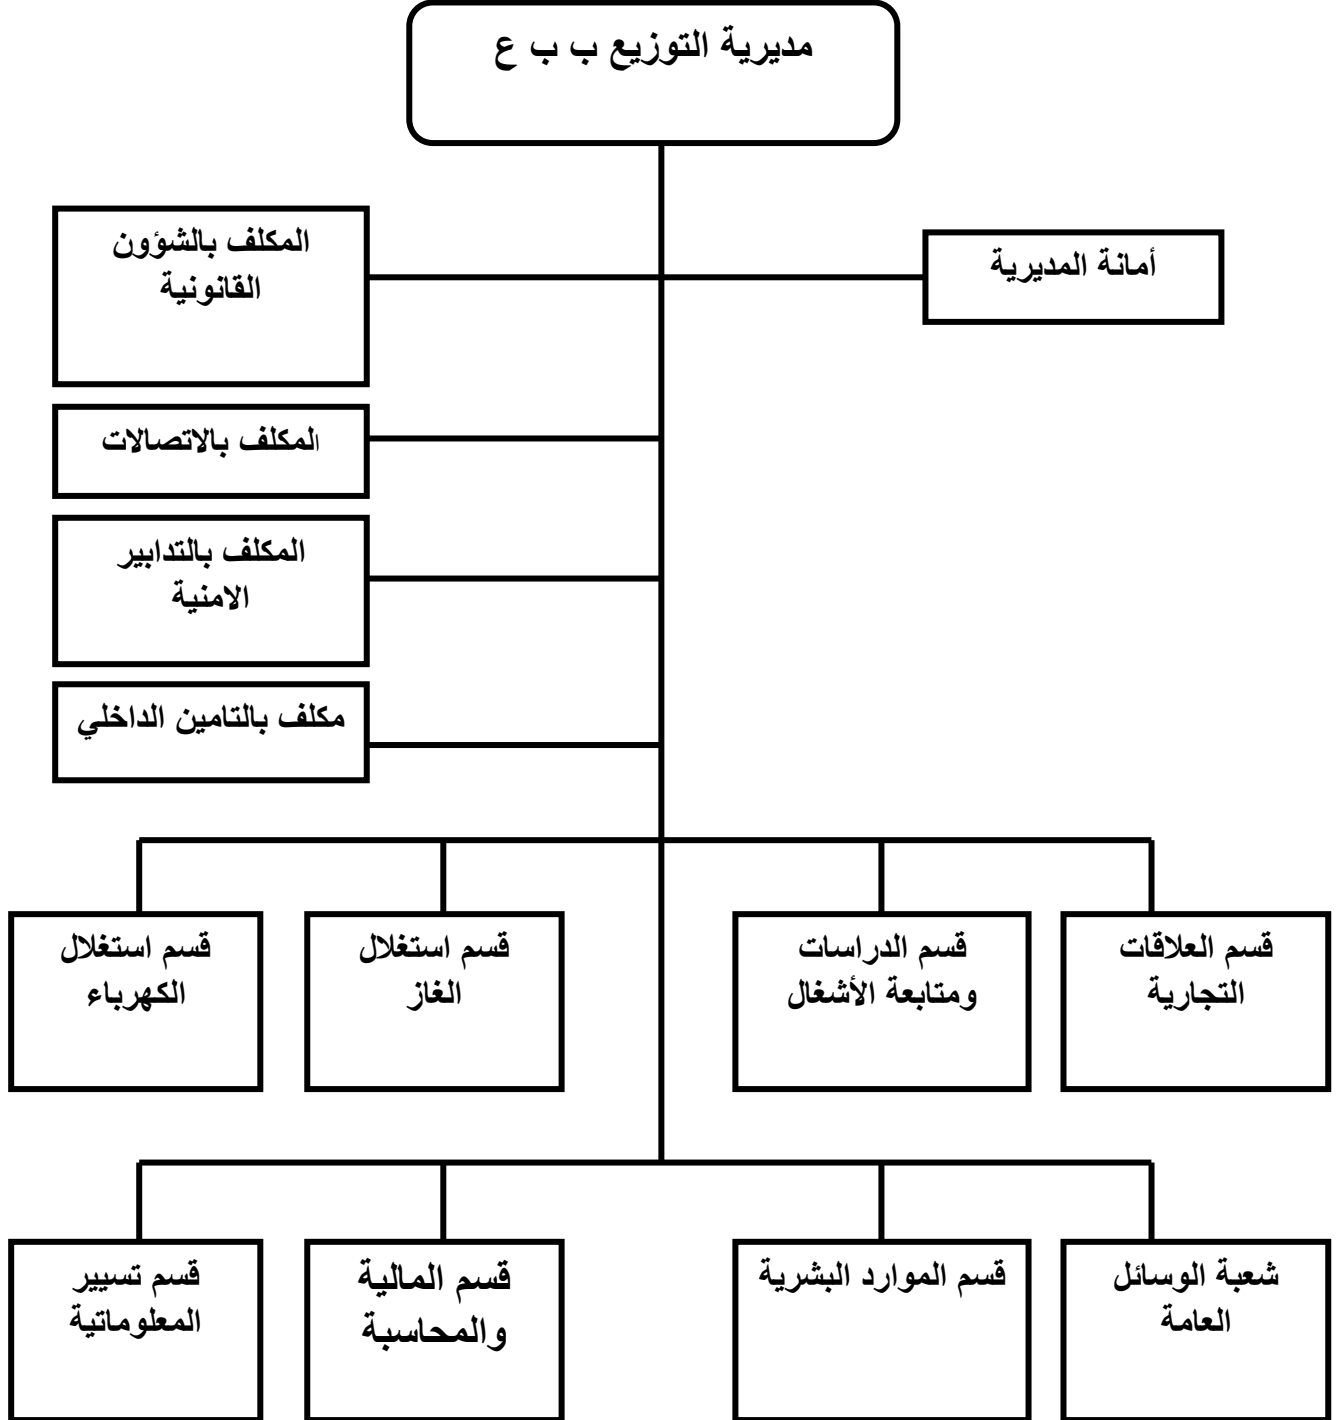 مديرية التوزيع ب ب ع
أمانة المديرية
المكلف بالشؤون
القانونية
المكلف بالاتصالات
المكلف بالتدابير
الامنية
مكلف بالتامين الداخلي
قسم العلاقات
التجارية
قسم الدراسات
ومتابعة الأشغال
قسم استغلال
الغاز
قسم استغلال
الكهرباء
شعبة الوسائل
العامة
قسم الموارد البشرية
قسم المالية
والمحاسبة
قسم تسيير
المعلوماتية